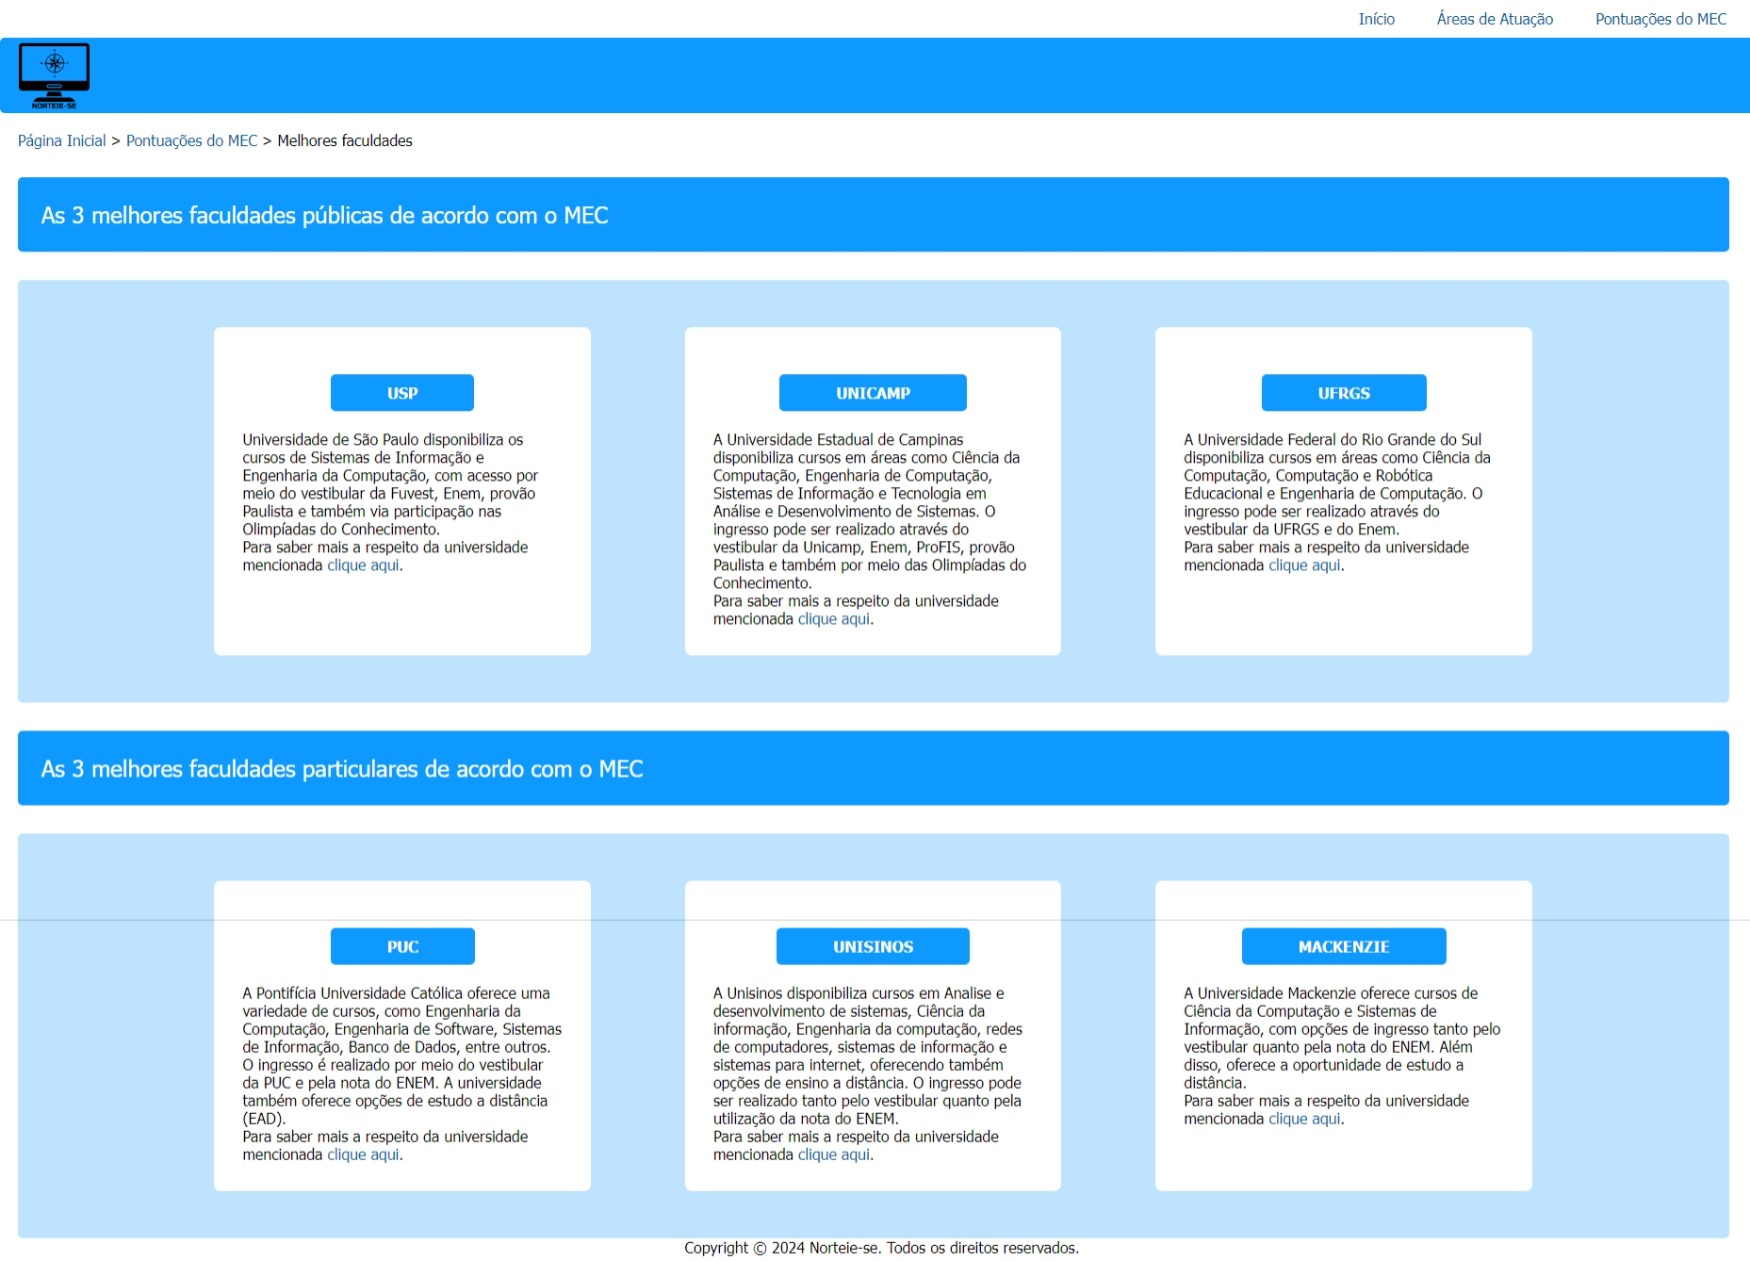 Início Áreas de Atuação Pontuações do MEC
NORTEIE-SE
Página Inicial > Pontuações do MEC > Melhores faculdades
As 3 melhores faculdades públicas de acordo com o MEC
USP
Universidade de São Paulo disponibiliza os
cursos de Sistemas de Informação e
Engenharia da Computação, com acesso por
meio do vestibular da Fuvest, Enem, provão
Paulista e também via participação nas
Olimpíadas do Conhecimento.
Para saber mais a respeito da universidade
mencionada clique aqui.
UNICAMP
A Universidade Estadual de Campinas
disponibiliza cursos em áreas como Ciência da
Computação, Engenharia de Computação,
Sistemas de Informação e Tecnologia em
Análise e Desenvolvimento de Sistemas. O
ingresso pode ser realizado através do
vestibular da Unicamp, Enem, ProFIS, provão
Paulista e também por meio das Olimpíadas do
Conhecimento.
Para saber mais a respeito da universidade
mencionada clique aqui.
UFRGS
A Universidade Federal do Rio Grande do Sul
disponibiliza cursos em áreas como Ciência da
Computação, Computação e Robótica
Educacional e Engenharia de Computação. O
ingresso pode ser realizado através do
vestibular da UFRGS e do Enem.
Para saber mais a respeito da universidade
mencionada clique aqui.
As 3 melhores faculdades particulares de acordo com o MEC
PUC
A Pontifícia Universidade Católica oferece uma
variedade de cursos, como Engenharia da
Computação, Engenharia de Software, Sistemas
de Informação, Banco de Dados, entre outros.
O ingresso é realizado por meio do vestibular
da PUC e pela nota do ENEM. A universidade
também oferece opções de estudo a distância
(EAD).
Para saber mais a respeito da universidade
mencionada clique aqui.
UNISINOS
A Unisinos disponibiliza cursos em Analise e
desenvolvimento de sistemas, Ciência da
informação, Engenharia da computação, redes
de computadores, sistemas de informação e
sistemas para internet, oferecendo também
opções de ensino a distância. O ingresso pode
ser realizado tanto pelo vestibular quanto pela
utilização da nota do ENEM.
Para saber mais a respeito da universidade
mencionada clique aqui.
MACKENZIE
A Universidade Mackenzie oferece cursos de
Ciência da Computação e Sistemas de
Informação, com opções de ingresso tanto pelo
vestibular quanto pela nota do ENEM. Além
disso, oferece a oportunidade de estudo a
distância.
Para saber mais a respeito da universidade
mencionada clique aqui.
Copyright © 2024 Norteie-se. Todos os direitos reservados.